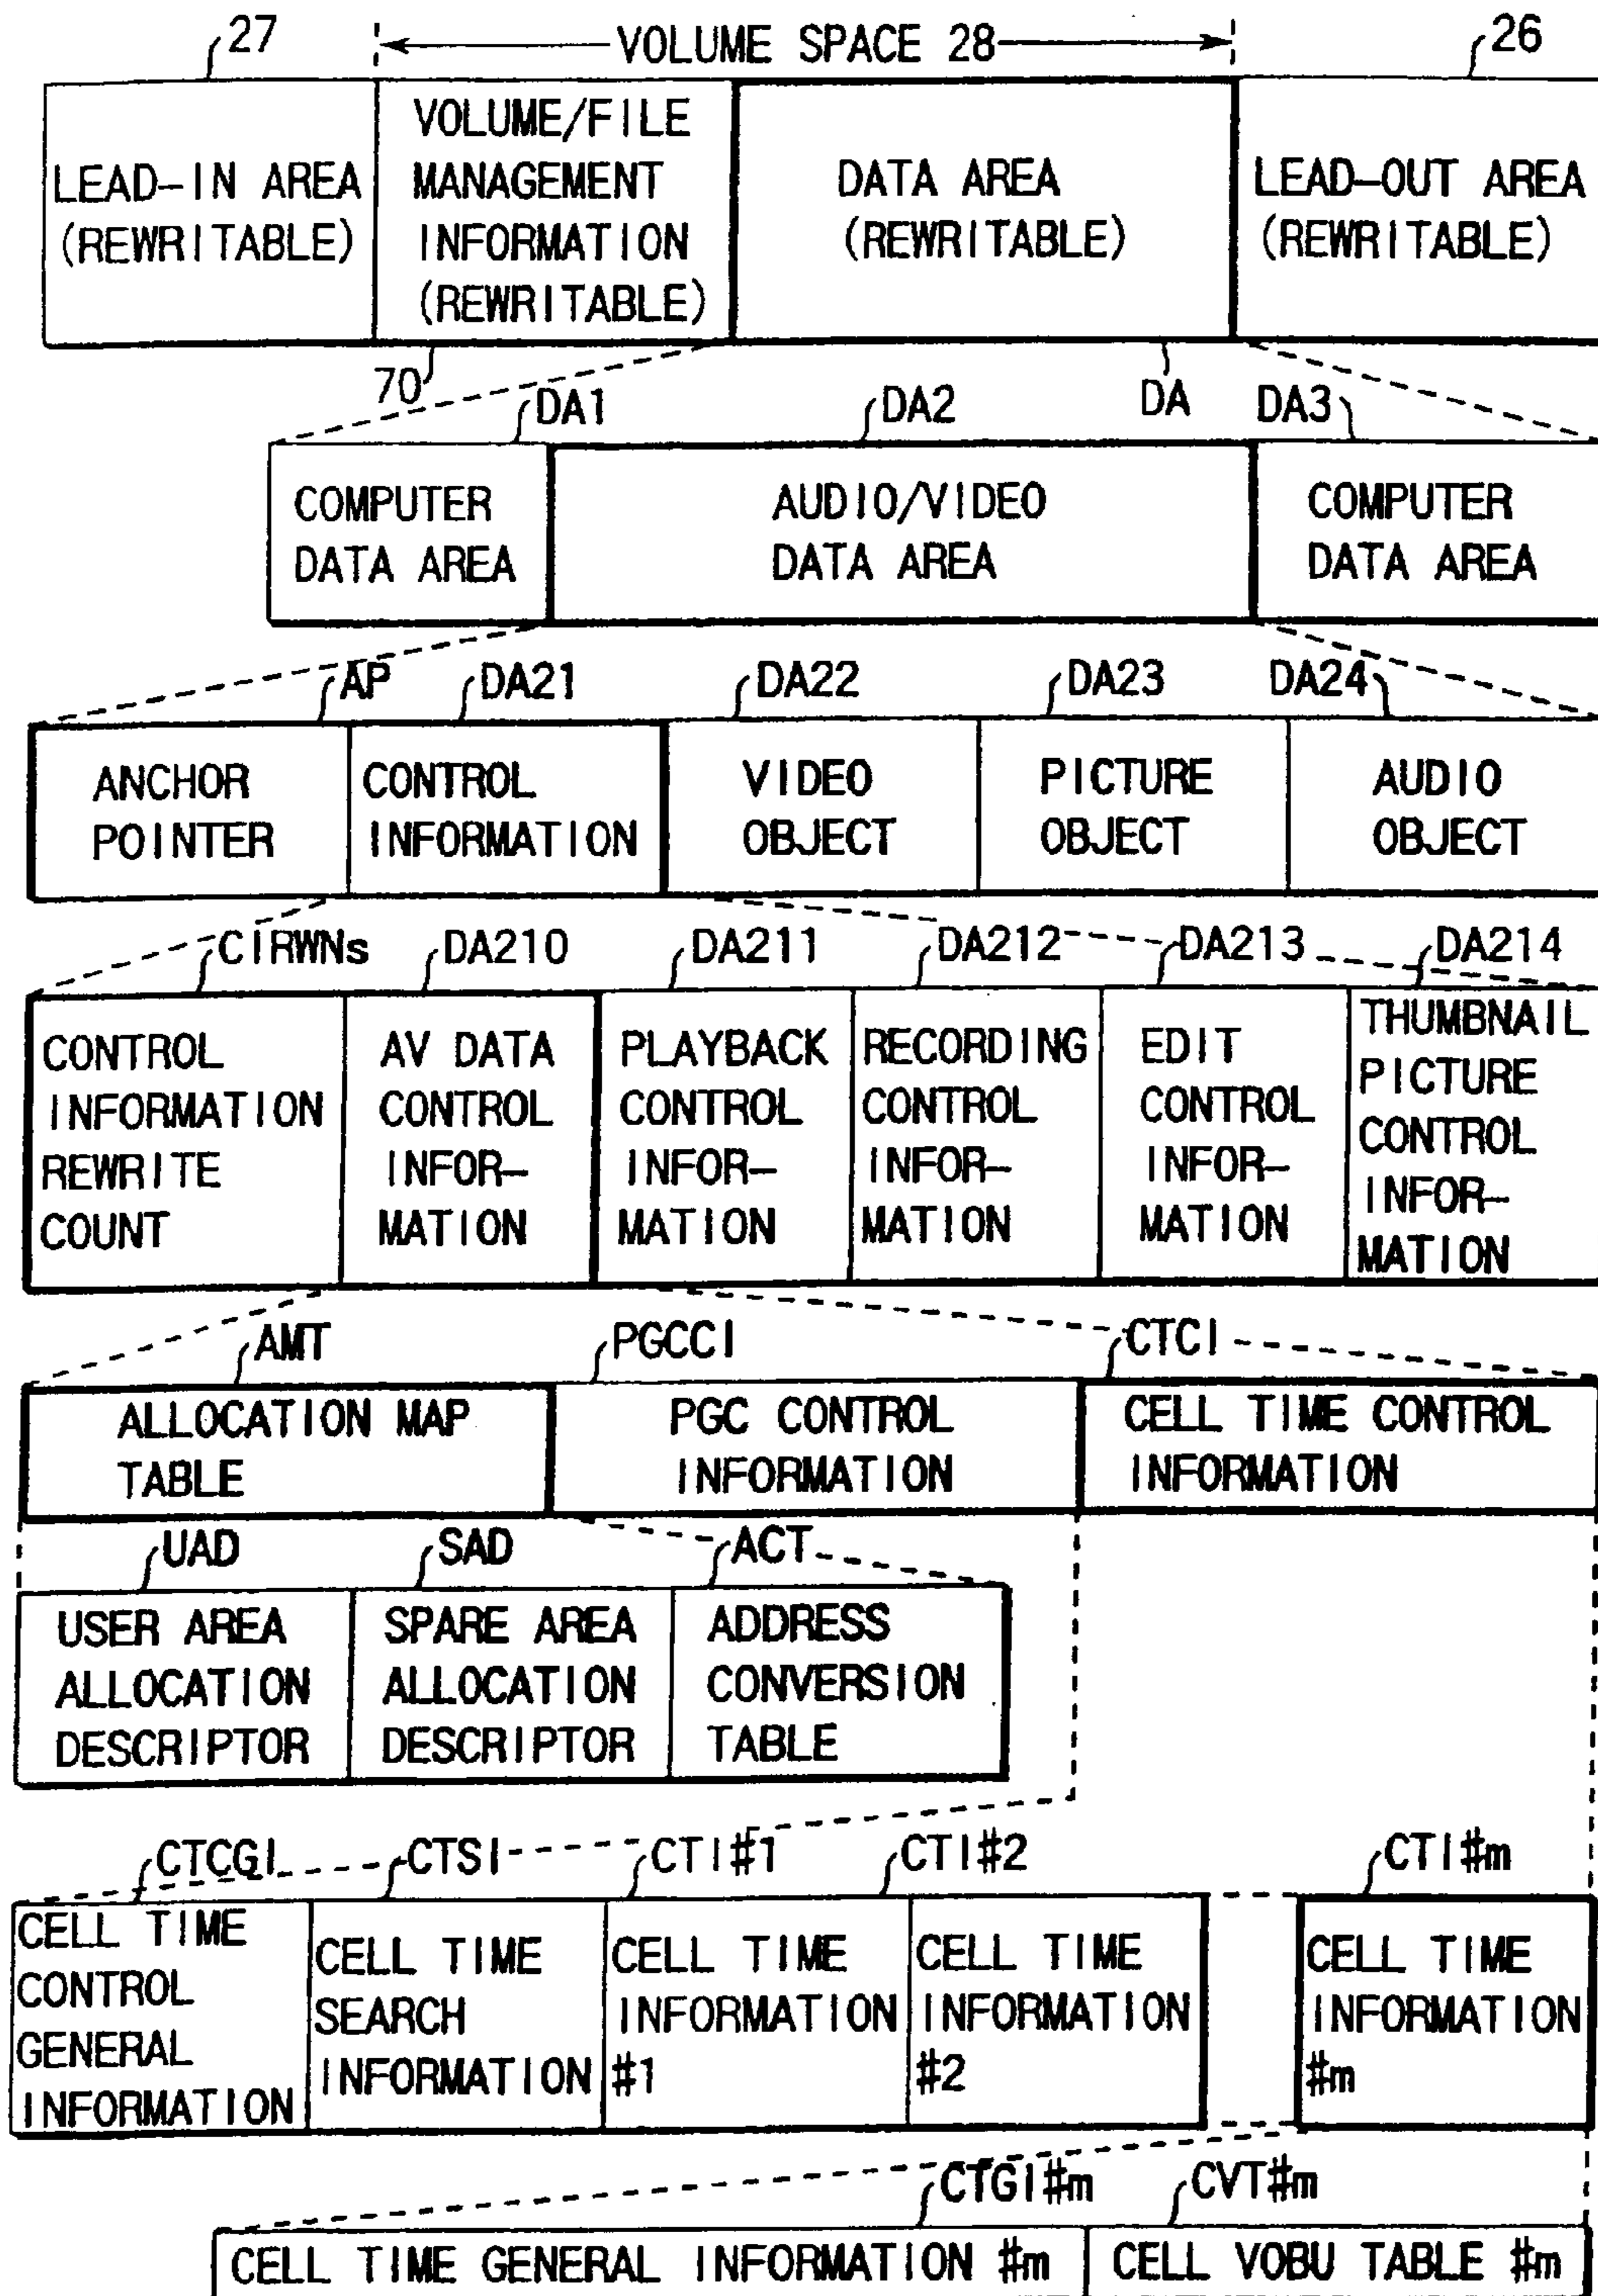 27
VOLUME SPACE 28
26
LEAD-IN AREA
(REWRITABLE)
VOLUME/FILE
MANAGEMENT
INFORMATION
(REWRITABLE)
DATA AREA
(REWRITABLE)
LEAD-OUT AREA
(REWRITABLE)
70
DA1
DA2
DA
DA3
COMPUTER
DATA AREA
AUDIO/VIDEO
DATA AREA
COMPUTER
DATA AREA
AP
DA21
DA22
DA23
DA24
ANCHOR
POINTER
CONTROL
INFORMATION
VIDEO
OBJECT
PICTURE
OBJECT
AUDIO
OBJECT
CIRWNs
DA210
DA211
DA212
DA213
DA214
CONTROL
INFORMATION
REWRITE
COUNT
AV DATA
CONTROL
INFOR-
MATION
PLAYBACK
CONTROL
INFOR-
MATION
RECORDING
CONTROL
INFOR-
MATION
EDIT
CONTROL
INFOR-
MATION
THUMBNAIL
PICTURE
CONTROL
INFOR-
MATION
AMT
PGCCI
CTCI
ALLOCATION MAP
TABLE
PGC CONTROL
INFORMATION
CELL TIME CONTROL
INFORMATION
UAD
SAD
ACT
USER AREA
ALLOCATION
DESCRIPTOR
SPARE AREA
ALLOCATION
DESCRIPTOR
ADDRESS
CONVERSION
TABLE
CTCGI
CTSI
CTI#1
CTI#2
CTI#m
CELL TIME
CONTROL
GENERAL
INFORMATION
CELL TIME
SEARCH
INFORMATION
CELL TIME
INFORMATION
#1
CELL TIME
INFORMATION
#2
CELL TIME
INFORMATION
#m
CTGI#m
CVT#m
CELL TIME GENERAL INFORMATION #m
CELL VOBU TABLE #m